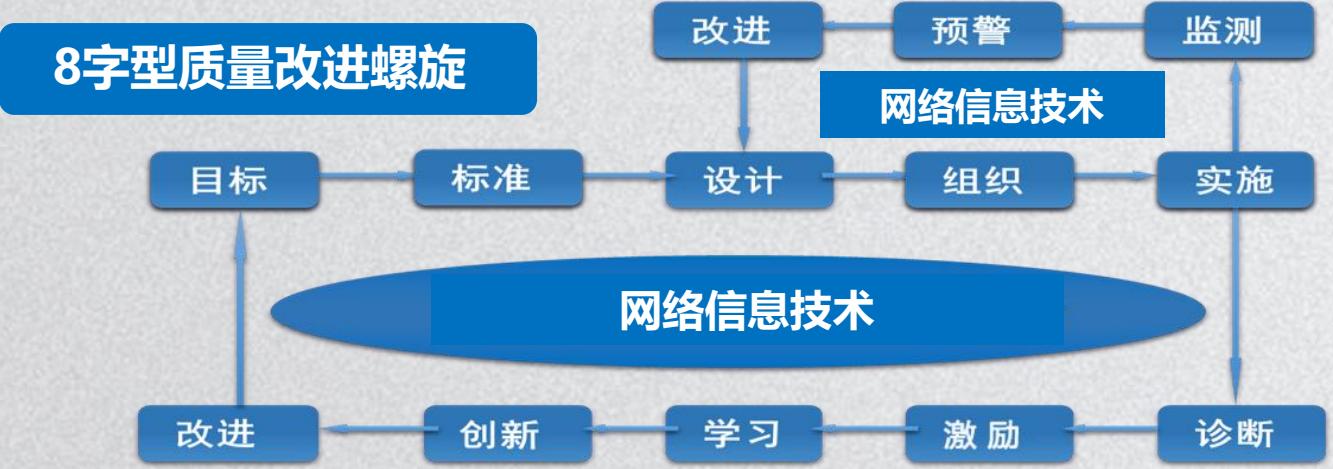 改进
预警
监测
8字型质量改进螺旋
网络信息技术
目标
标准
设计
组织
实施
网络信息技术
改进
创新
学习
激励
诊断